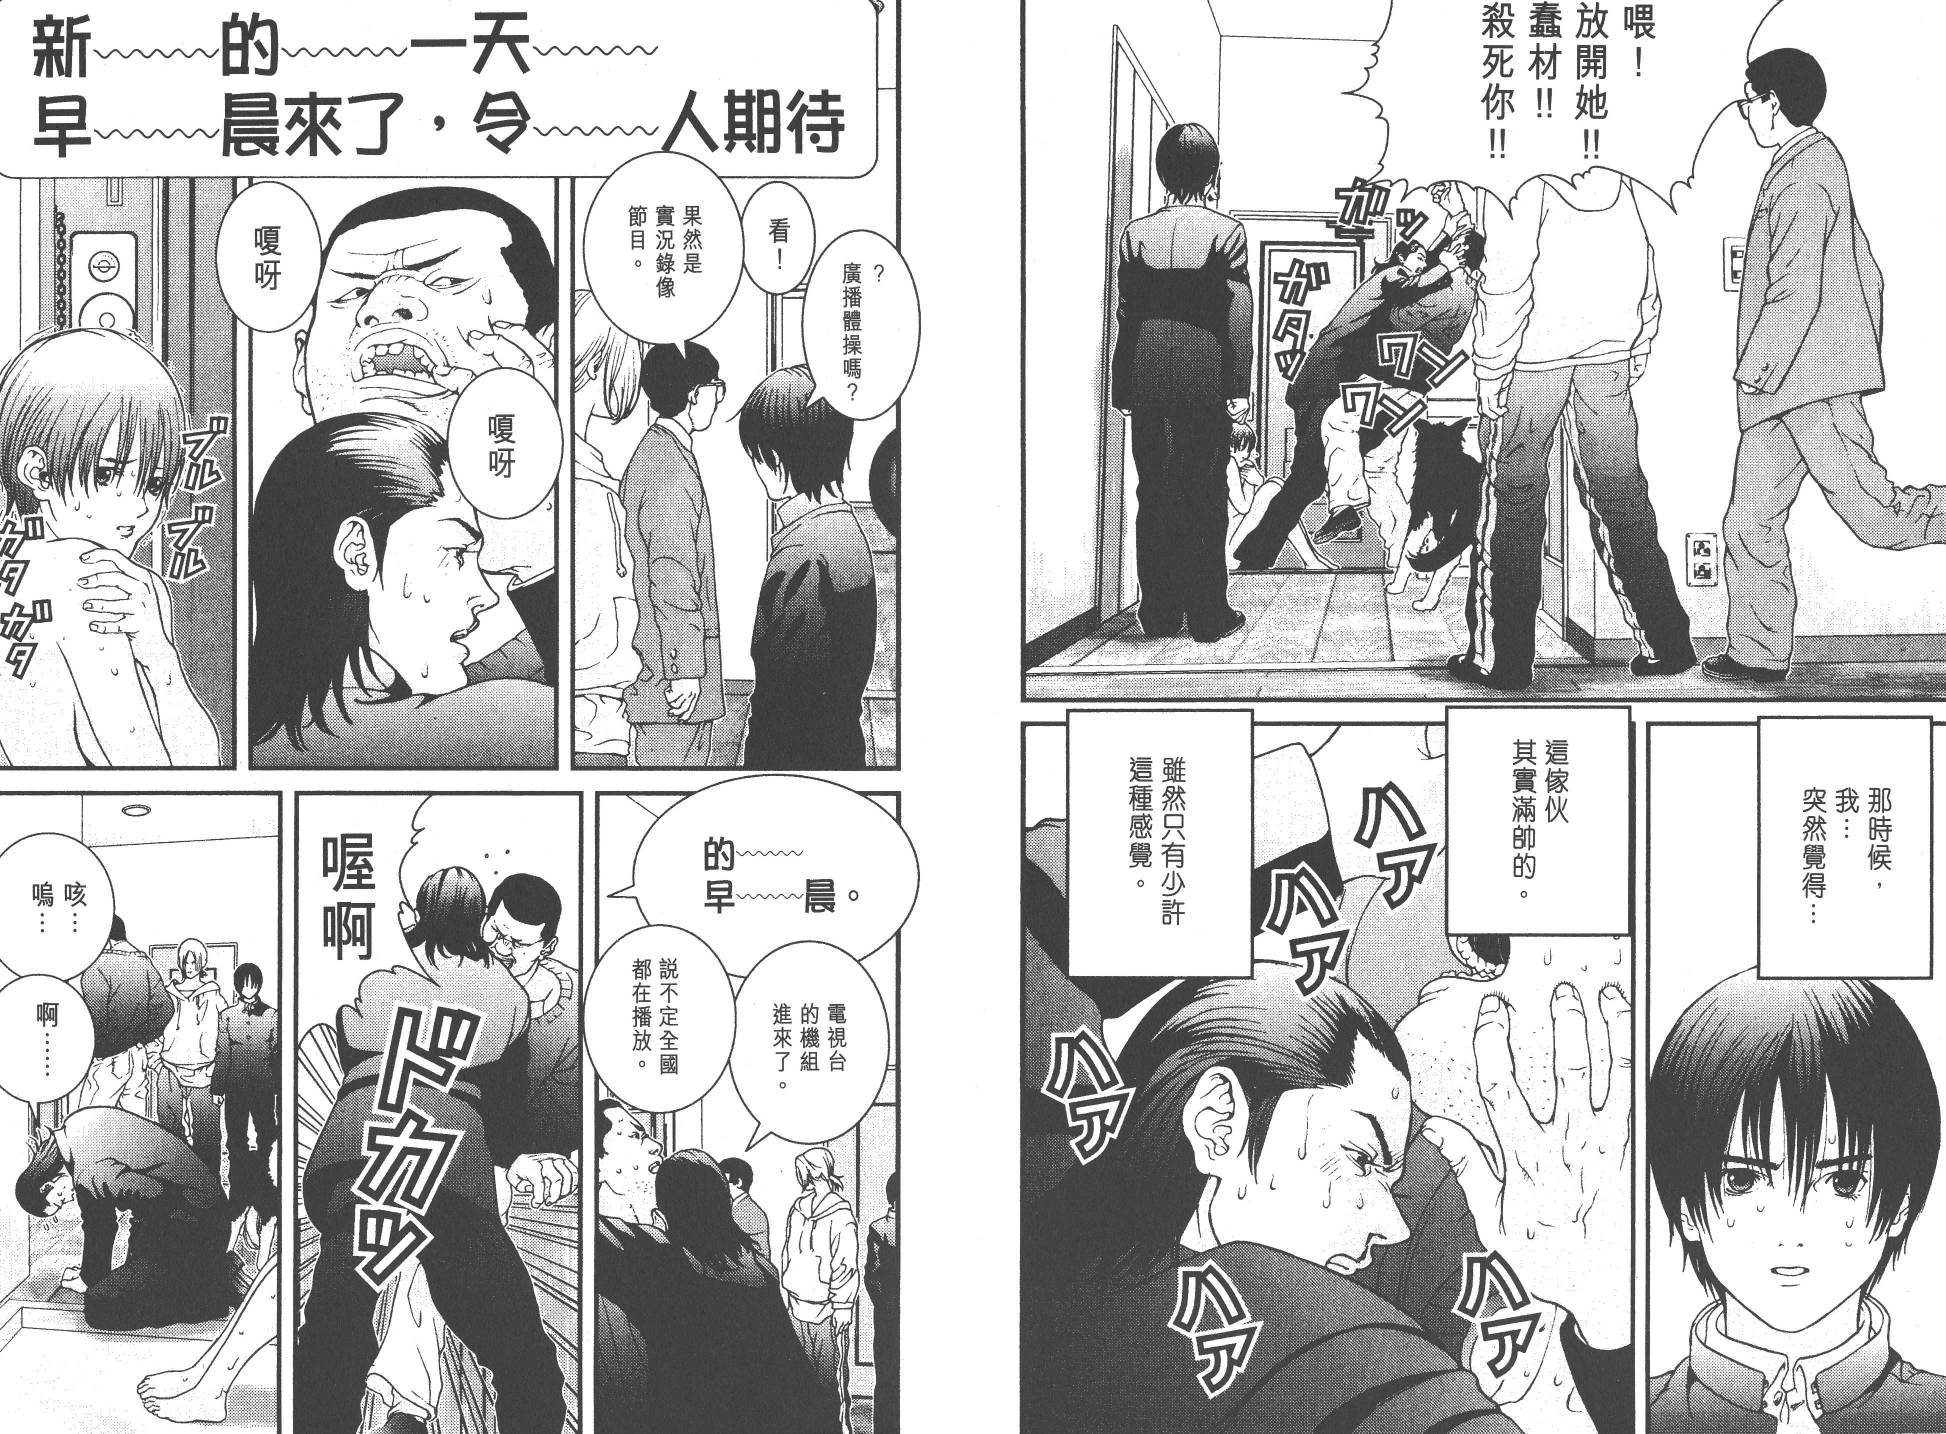 喂！
放開她!!
蠢材!!
殺死你!!
ガッ
ガタタッ
ワン
ワン
那時候，
我…
突然覺得…
這傢伙
其實滿帥的。
雖然只有少許
這種感覺。
ハァ
ハァ
ハァ
ハァ
ハァ
新〰〰的〰〰一天〰〰
早〰〰晨來了，令〰〰人期待
？
廣播體操嗎？
看！
果然是
實況錄像
節目。
嗄呀
嗄呀
ブル
ブル
ガタ
ガタ
的〰〰
早〰〰晨。
電視台
的機組
進來了。
說不定全國
都在播放。
喔啊
ドカッ
咳…
嗚…
啊……